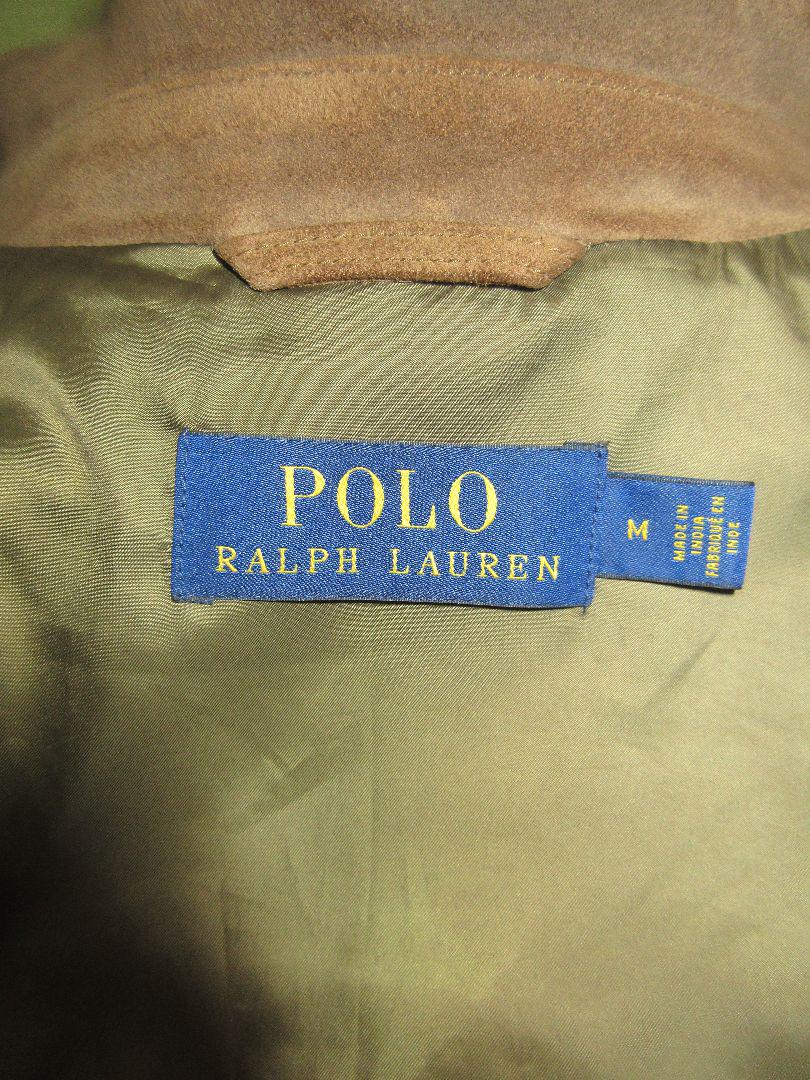 POLO
RALPH LAUREN
M
MADE IN
INDIA
FABRIQUÉ EN
INDE